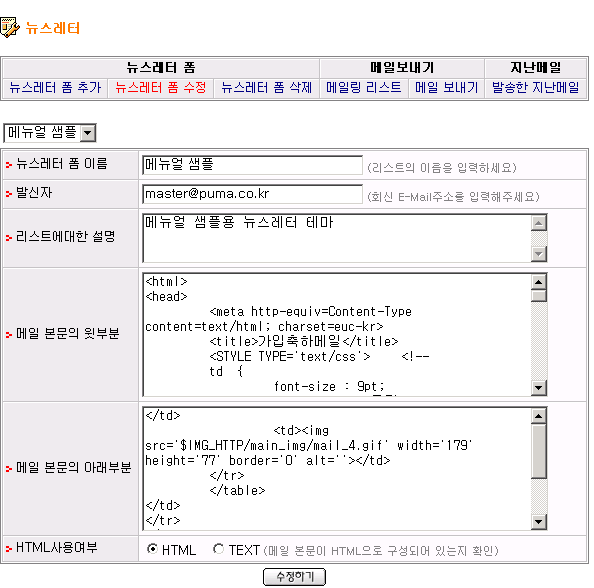 뉴스레터
뉴스레터 폼 메일보내기 지난메일
뉴스레터 폼 추가 뉴스레터 폼 수정 뉴스레터 폼 삭제 메일링 리스트 메일 보내기 발송한 지난메일
메뉴얼 샘플
뉴스레터 폼 이름 메뉴얼 샘플 (리스트의 이름을 입력하세요)
발신자 master@puma.co.kr (회신 E-Mail주소를 입력해주세요)
리스트에대한 설명 메뉴얼 샘플용 뉴스레터 테마
메일 본문의 윗부분
<html>
<head>
<meta http-equiv=Content-Type
content=text/html; charset=euc-kr>
<title>가입축하메일</title>
<STYLE TYPE='text/css'> <!--
td {
font-size : 9pt;
메일 본문의 아래부분
</td>
<td><img
src='$IMG_HTTP/main_img/mail_4.gif' width='179'
height='77' border='0' alt=''></td>
</tr>
</table>
</td>
</tr>
HTML사용여부 HTML TEXT (메일 본문이 HTML으로 구성되어 있는지 확인)
수정하기